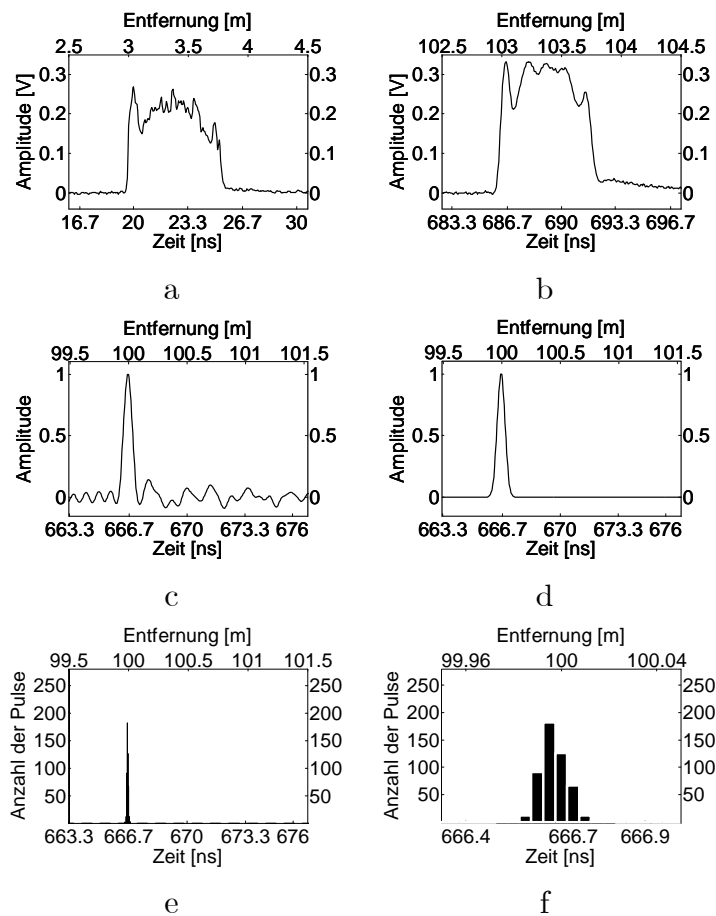 Entfernung [m]
2.5 3 3.5 4 4.5
Amplitude [V]
0.3 0.3
0.2 0.2
0.1 0.1
0 0
16.7 20 23.3 26.7 30
Zeit [ns]
a
Entfernung [m]
102.5 103 103.5 104 104.5
Amplitude [V]
0.3 0.3
0.2 0.2
0.1 0.1
0 0
683.3 686.7 690 693.3 696.7
Zeit [ns]
b
Entfernung [m]
99.5 100 100.5 101 101.5
Amplitude
1 1
0.5 0.5
0 0
663.3 666.7 670 673.3 676
Zeit [ns]
c
Entfernung [m]
99.5 100 100.5 101 101.5
Amplitude
1 1
0.5 0.5
0 0
663.3 666.7 670 673.3 676
Zeit [ns]
d
Entfernung [m]
99.5 100 100.5 101 101.5
Anzahl der Pulse
250 250
200 200
150 150
100 100
50 50
663.3 666.7 670 673.3 676
Zeit [ns]
e
Entfernung [m]
99.96 100 100.04
Anzahl der Pulse
250 250
200 200
150 150
100 100
50 50
666.4 666.7 666.9
Zeit [ns]
f